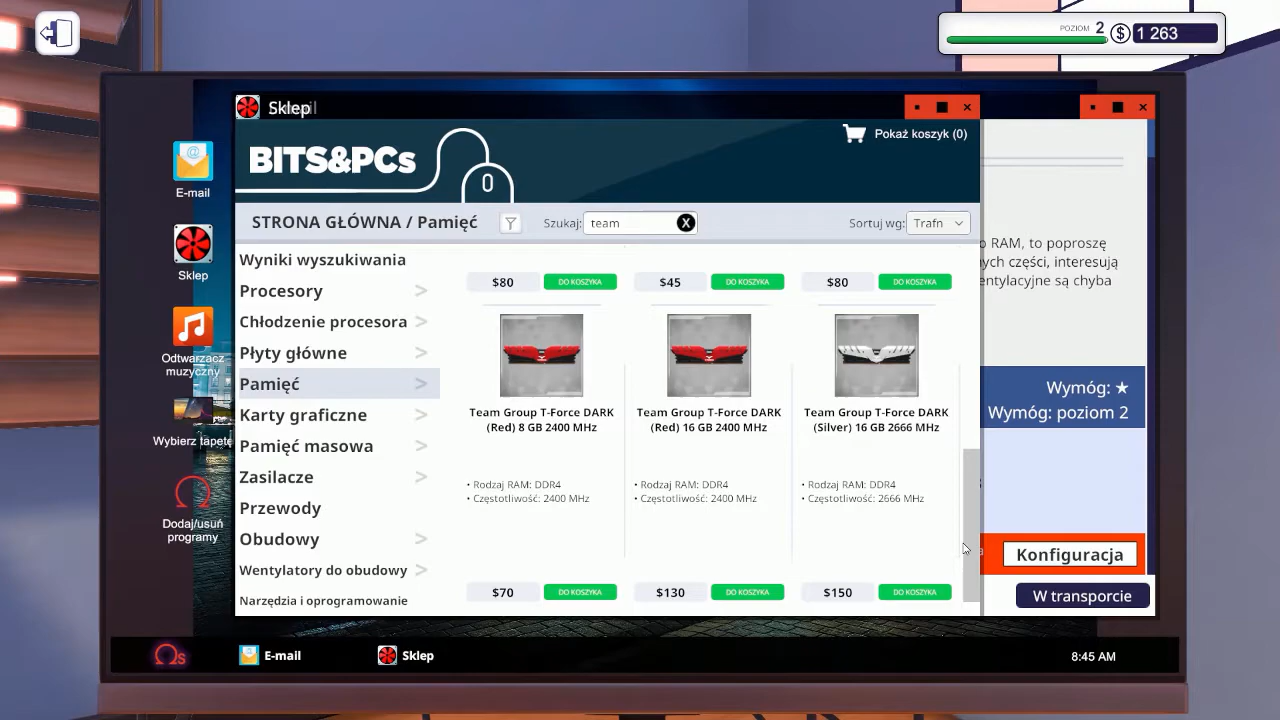 POZIOM 2 $ 1 263
Sklep
BITS&PCs
Pokaż koszyk (0)
STRONA GŁÓWNA / Pamięć
Szukaj: team X
Sortuj wg: Trafn
E-mail
Sklep
Odtwarzacz
muzyczny
Wybierz tapetę
Dodaj/usuń
programy
Wyniki wyszukiwania
Procesory >
Chłodzenie procesora >
Płyty główne >
Pamięć >
Karty graficzne >
Pamięć masowa >
Zasilacze >
Przewody
Obudowy >
Wentylatory do obudowy >
Narzędzia i oprogramowanie
$80 DO KOSZYKA $45 DO KOSZYKA $80 DO KOSZYKA
Team Group T-Force DARK
(Red) 8 GB 2400 MHz
• Rodzaj RAM: DDR4
• Częstotliwość: 2400 MHz
$70 DO KOSZYKA
Team Group T-Force DARK
(Red) 16 GB 2400 MHz
• Rodzaj RAM: DDR4
• Częstotliwość: 2400 MHz
$130 DO KOSZYKA
Team Group T-Force DARK
(Silver) 16 GB 2666 MHz
• Rodzaj RAM: DDR4
• Częstotliwość: 2666 MHz
$150 DO KOSZYKA
o RAM, to poproszę
ych części, interesują
ntylacyjne są chyba
Wymóg: ★
Wymóg: poziom 2
Konfiguracja
W transporcie
E-mail
Sklep
8:45 AM